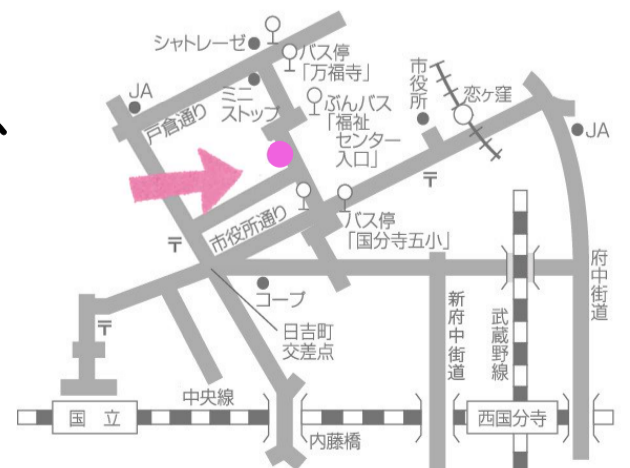 シャトレーゼ
バス停
「万福寺」
JA
ミニ
ストップ
戸倉通り
ぶんバス
「福祉
センター
入口」
市役所
恋ヶ窪
JA
〒
市役所通り
バス停
「国分寺五小」
〒
コープ
〒
日吉町
交差点
新府中街道
武蔵野線
府中街道
中央線
国立
内藤橋
西国分寺